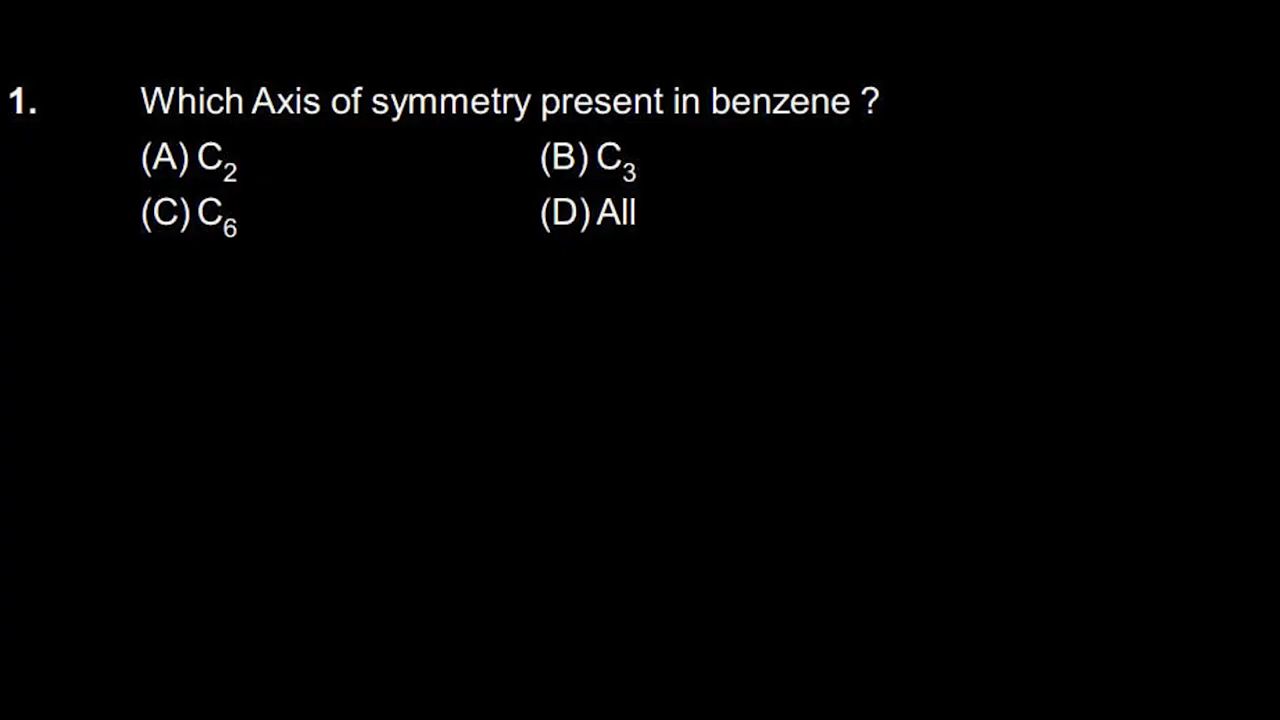 1. Which Axis of symmetry present in benzene ?
(A) C₂ (B) C₃
(C) C₆ (D) All